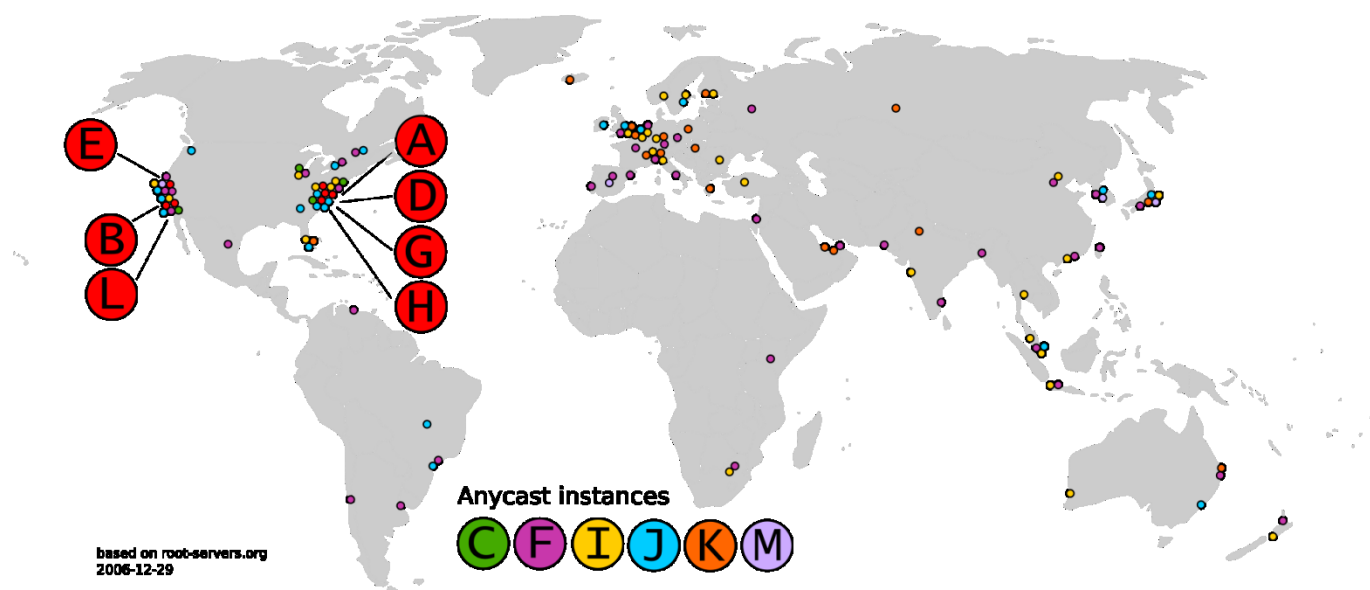 E
A
D
B
G
L
H
Anycast instances
C F I J K M
based on root-servers.org
2006-12-29